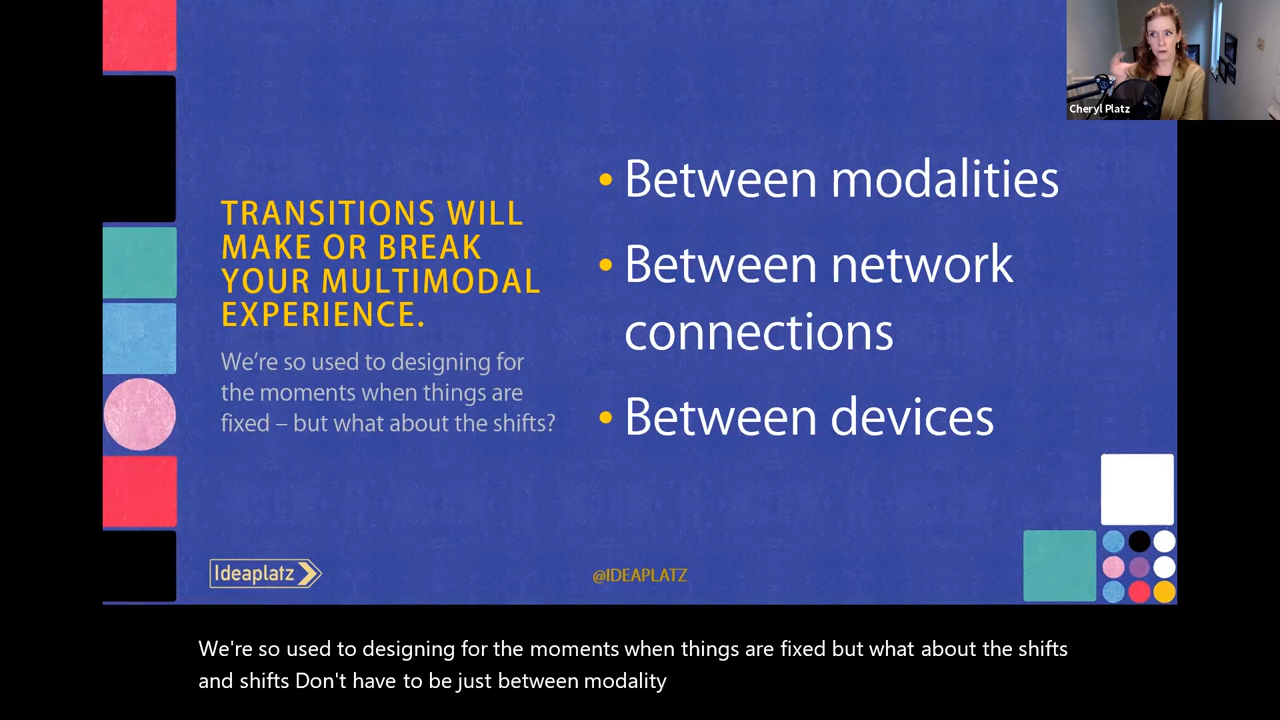 Cheryl Platz
TRANSITIONS WILL
MAKE OR BREAK
YOUR MULTIMODAL
EXPERIENCE.
We’re so used to designing for
the moments when things are
fixed – but what about the shifts?
• Between modalities
• Between network
connections
• Between devices
Ideaplatz
@IDEAPLATZ
We're so used to designing for the moments when things are fixed but what about the shifts
and shifts Don't have to be just between modality